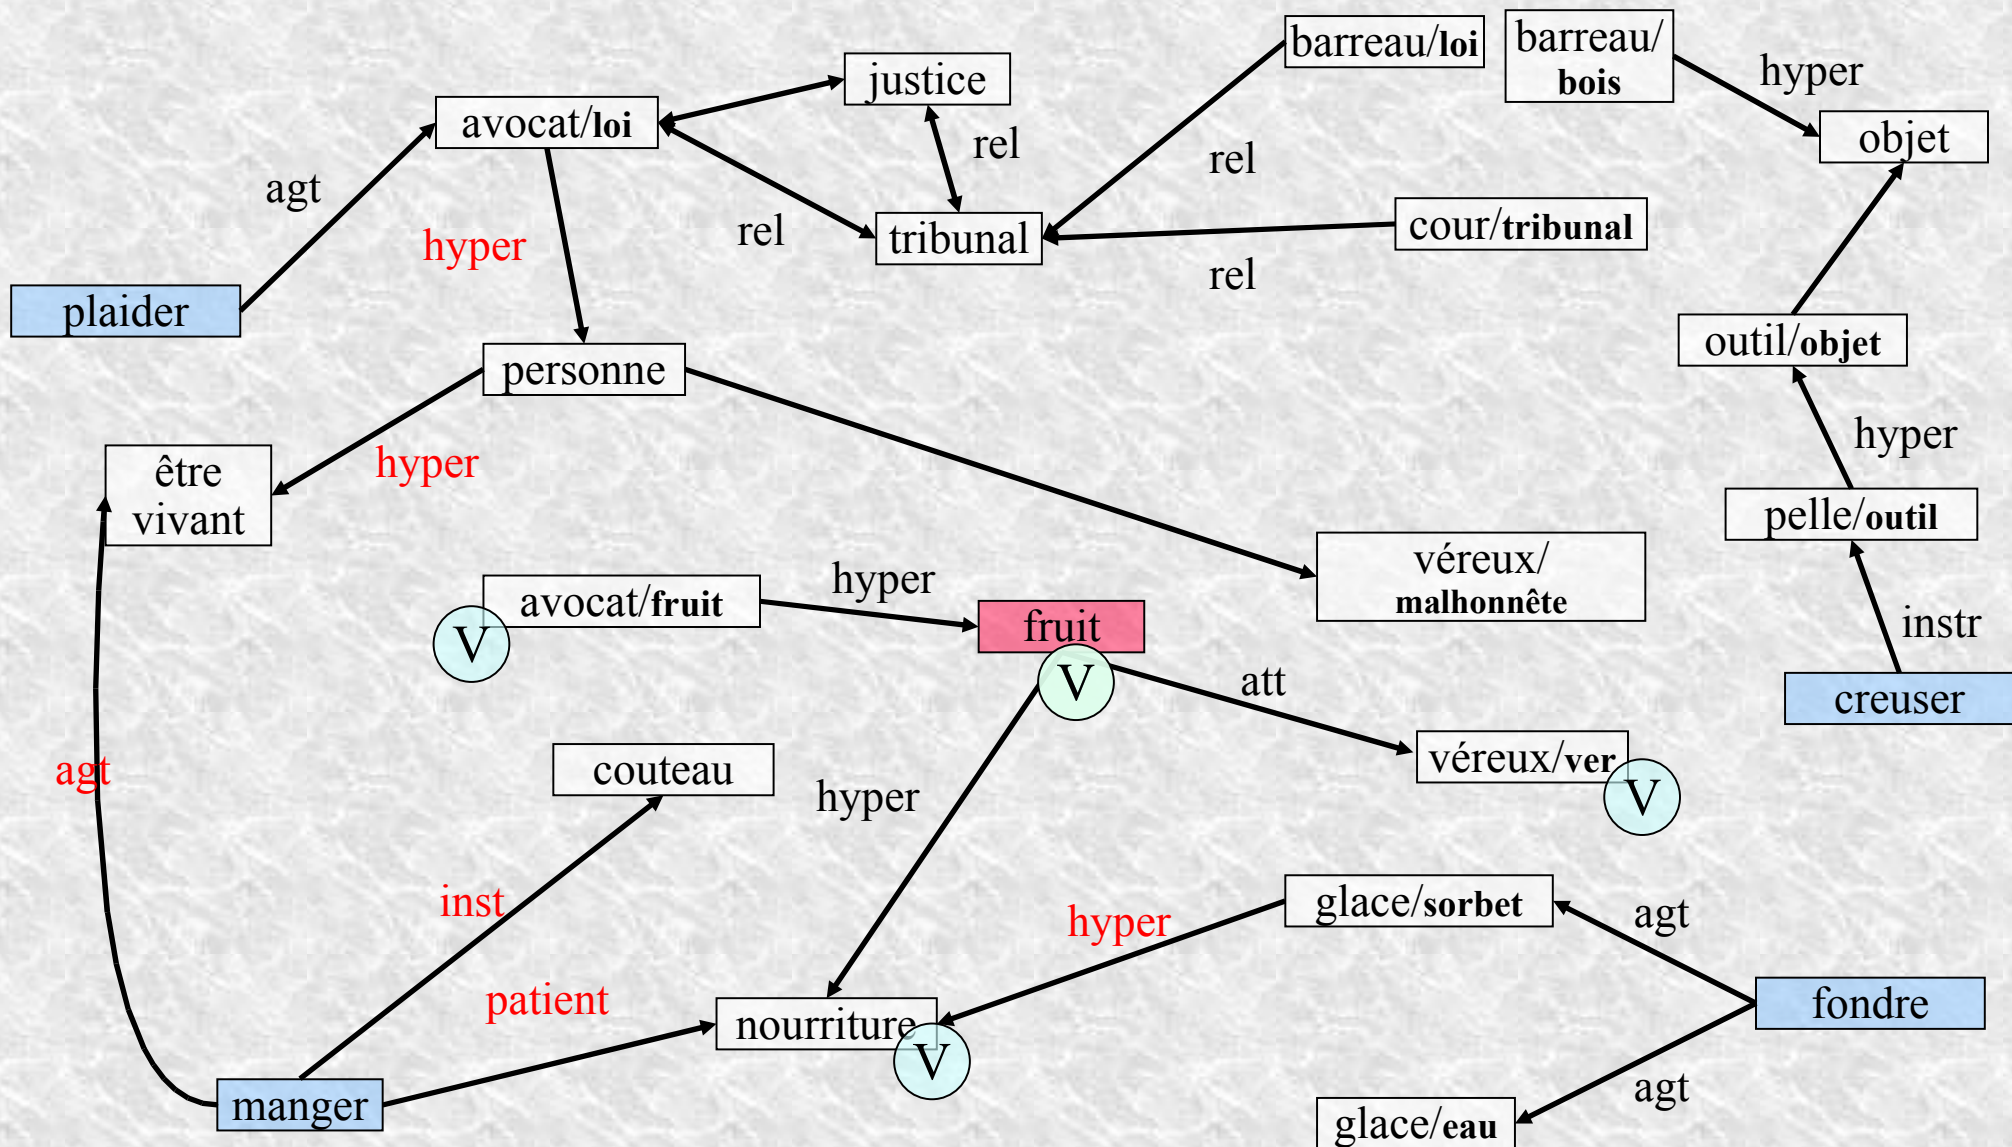 barreau/loi
barreau/
bois
hyper
justice
objet
avocat/loi
rel
rel
agt
cour/tribunal
hyper
rel
tribunal
rel
plaider
outil/objet
personne
hyper
hyper
être
vivant
pelle/outil
véreux/
malhonnête
avocat/fruit
hyper
fruit
instr
V
V
att
creuser
agt
couteau
hyper
véreux/ver
V
inst
hyper
glace/sorbet
agt
patient
nourriture
V
fondre
manger
agt
glace/eau